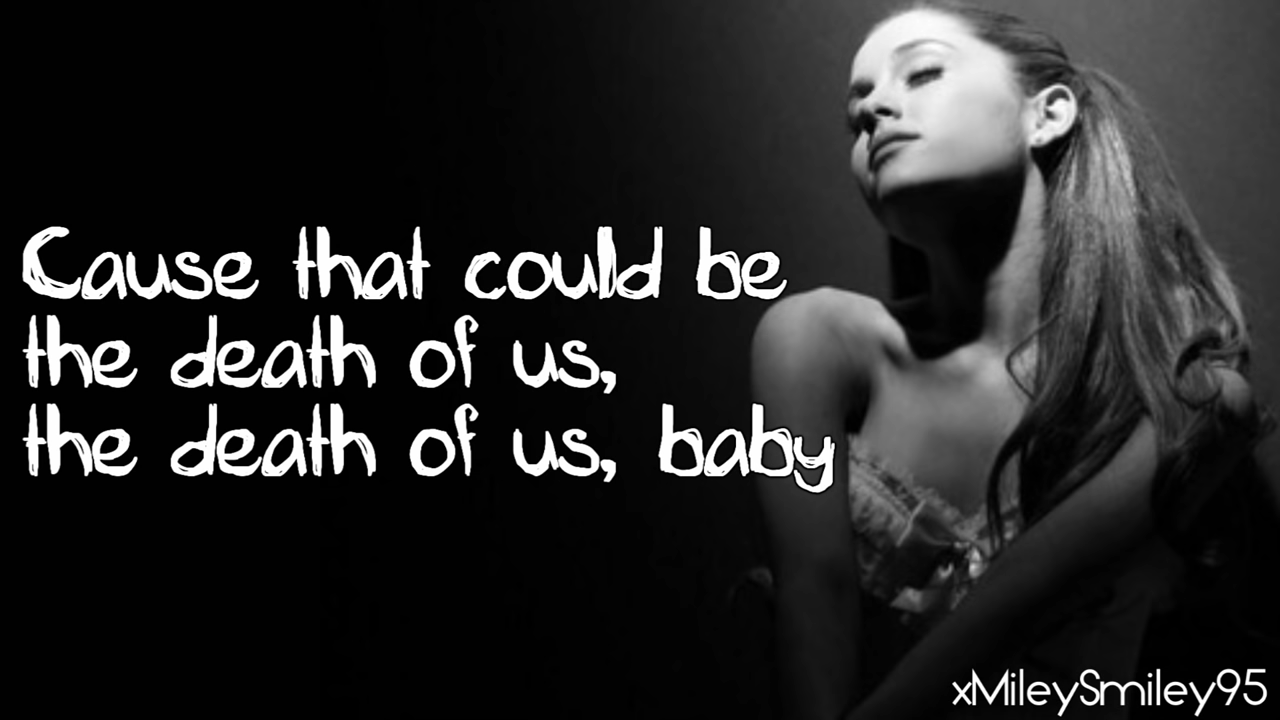 Cause that could be
the death of us,
the death of us, baby
xMileySmiley95